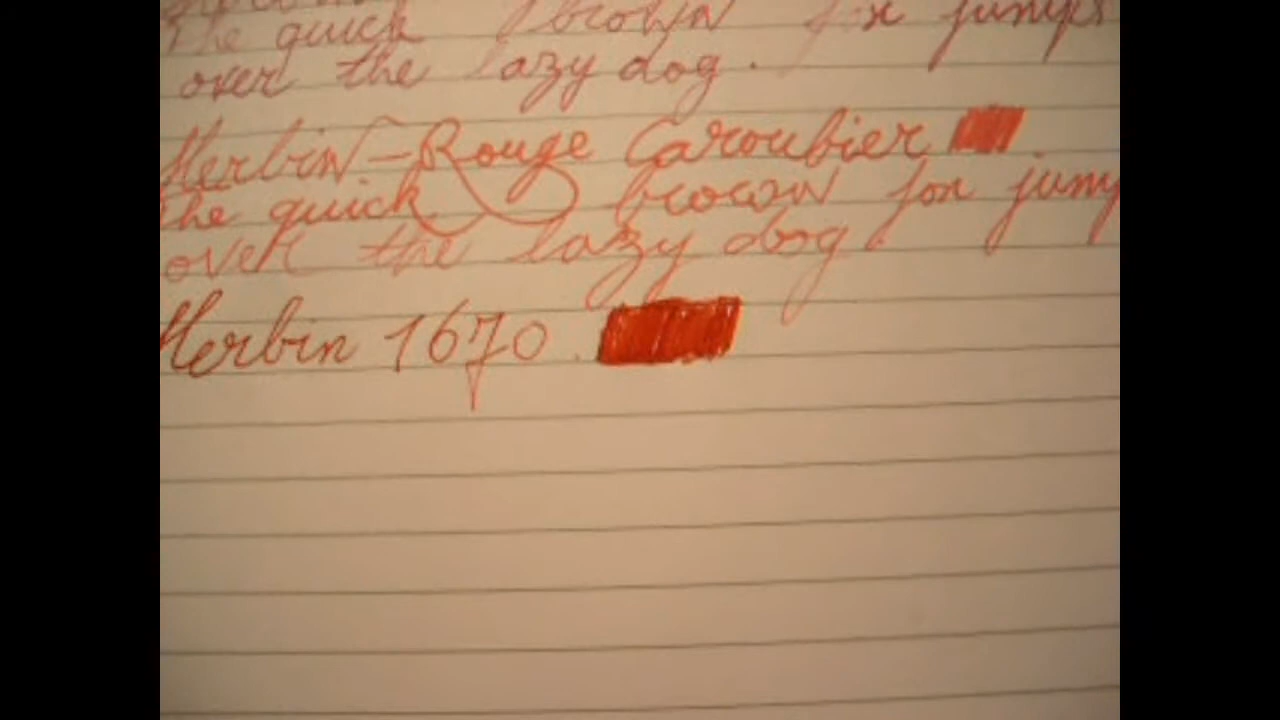 the quick brown fox jumps
over the lazy dog.
Herbin - Rouge Caroubier
the quick brown fox jump
over the lazy dog.
Herbin 1670